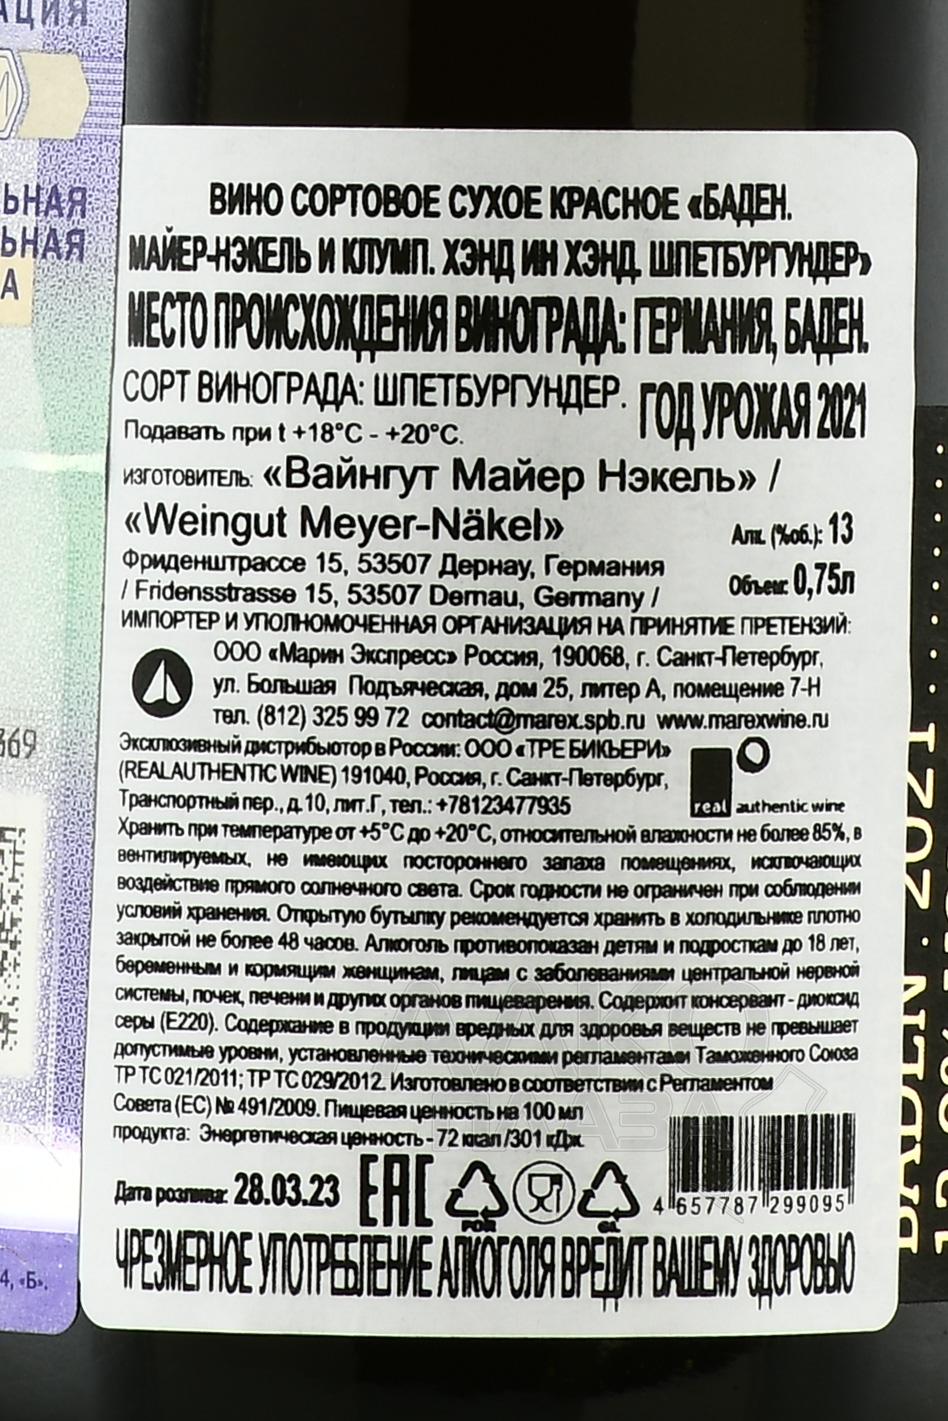 АЦИЯ
ЬНАЯ
ЬНАЯ
А
369
4, «Б».
ВИНО СОРТОВОЕ СУХОЕ КРАСНОЕ «БАДЕН.
МАЙЕР-НЭКЕЛЬ И КЛУМП. ХЭНД ИН ХЭНД. ШПЕТБУРГУНДЕР»
МЕСТО ПРОИСХОЖДЕНИЯ ВИНОГРАДА: ГЕРМАНИЯ, БАДЕН.
СОРТ ВИНОГРАДА: ШПЕТБУРГУНДЕР. ГОД УРОЖАЯ 2021
Подавать при t +18°C - +20°C.
ИЗГОТОВИТЕЛЬ: «Вайнгут Майер Нэкель» /
«Weingut Meyer-Näkel»
Алк. (%об.): 13
Фриденштрассе 15, 53507 Дернау, Германия
/ Fridensstrasse 15, 53507 Dernau, Germany /
Объем: 0,75л
ИМПОРТЕР И УПОЛНОМОЧЕННАЯ ОРГАНИЗАЦИЯ НА ПРИНЯТИЕ ПРЕТЕНЗИЙ:
ООО «Марин Экспресс» Россия, 190068, г. Санкт-Петербург,
ул. Большая Подъяческая, дом 25, литер А, помещение 7-Н
тел. (812) 325 99 72 contact@marex.spb.ru www.marexwine.ru
Эксклюзивный дистрибьютор в России: ООО «ТРЕ БИКЬЕРИ»
(REALAUTHENTIC WINE) 191040, Россия, г. Санкт-Петербург,
Транспортный пер., д.10, лит.Г, тел.: +78123477935
real authentic wine
Хранить при температуре от +5°C до +20°C, относительной влажности не более 85%, в
вентилируемых, не имеющих постороннего запаха помещениях, исключающих
воздействие прямого солнечного света. Срок годности не ограничен при соблюдении
условий хранения. Открытую бутылку рекомендуется хранить в холодильнике плотно
закрытой не более 48 часов. Алкоголь противопоказан детям и подросткам до 18 лет,
беременным и кормящим женщинам, лицам с заболеваниями центральной нервной
системы, почек, печени и других органов пищеварения. Содержит консервант - диоксид
серы (Е220). Содержание в продукции вредных для здоровья веществ не превышает
допустимые уровни, установленные техническими регламентами Таможенного Союза
ТР ТС 021/2011; ТР ТС 029/2012. Изготовлено в соответствии с Регламентом
Совета (ЕС) № 491/2009. Пищевая ценность на 100 мл
продукта: Энергетическая ценность - 72 ккал /301 кДж.
Дата розлива: 28.03.23 EAC POR GL 4 657787 299095
ЧРЕЗМЕРНОЕ УПОТРЕБЛЕНИЕ АЛКОГОЛЯ ВРЕДИТ ВАШЕМУ ЗДОРОВЬЮ
BADEN · 2021
АЛКО
ПЛАЗА